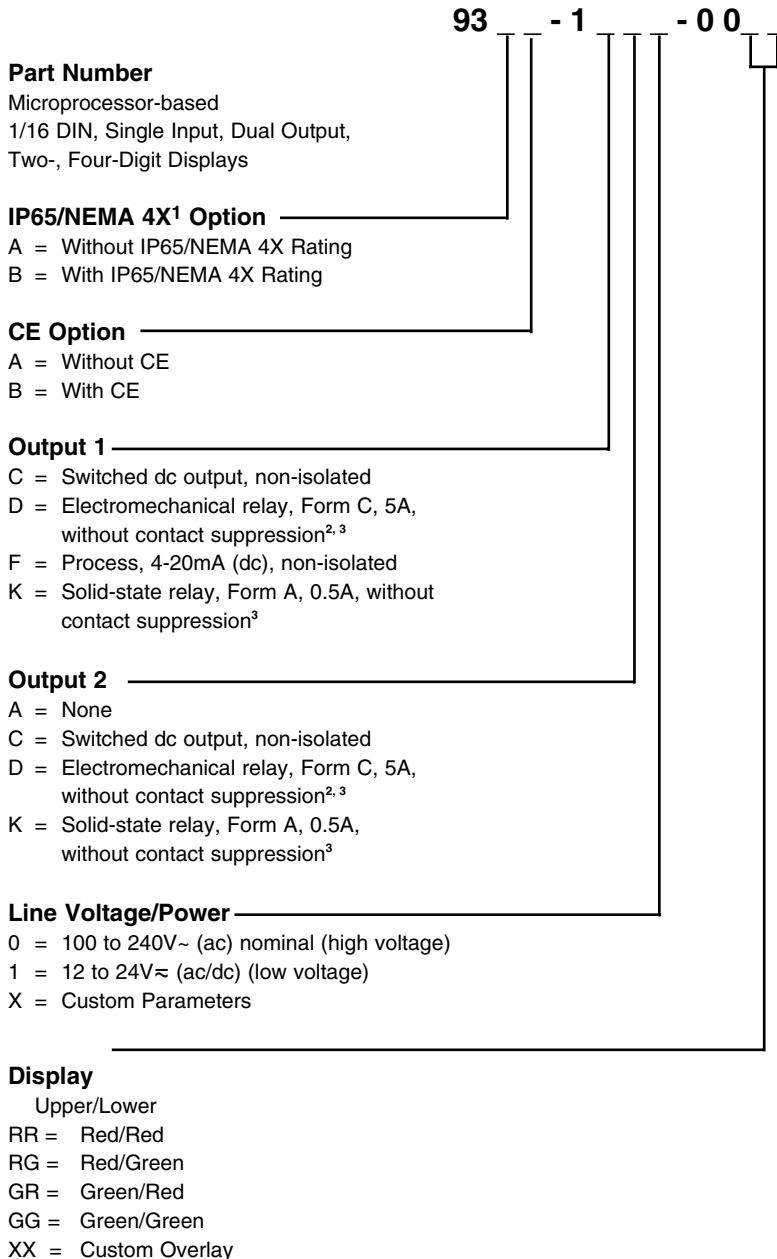 93 _ _ - 1 _ _ _ - 0 0 _ _
Part Number
Microprocessor-based
1/16 DIN, Single Input, Dual Output,
Two-, Four-Digit Displays
IP65/NEMA 4X¹ Option
A = Without IP65/NEMA 4X Rating
B = With IP65/NEMA 4X Rating
CE Option
A = Without CE
B = With CE
Output 1
C = Switched dc output, non-isolated
D = Electromechanical relay, Form C, 5A,
without contact suppression²,³
F = Process, 4-20mA (dc), non-isolated
K = Solid-state relay, Form A, 0.5A, without
contact suppression³
Output 2
A = None
C = Switched dc output, non-isolated
D = Electromechanical relay, Form C, 5A,
without contact suppression²,³
K = Solid-state relay, Form A, 0.5A,
without contact suppression³
Line Voltage/Power
0 = 100 to 240V~ (ac) nominal (high voltage)
1 = 12 to 24V≂ (ac/dc) (low voltage)
X = Custom Parameters
Display
Upper/Lower
RR = Red/Red
RG = Red/Green
GR = Green/Red
GG = Green/Green
XX = Custom Overlay